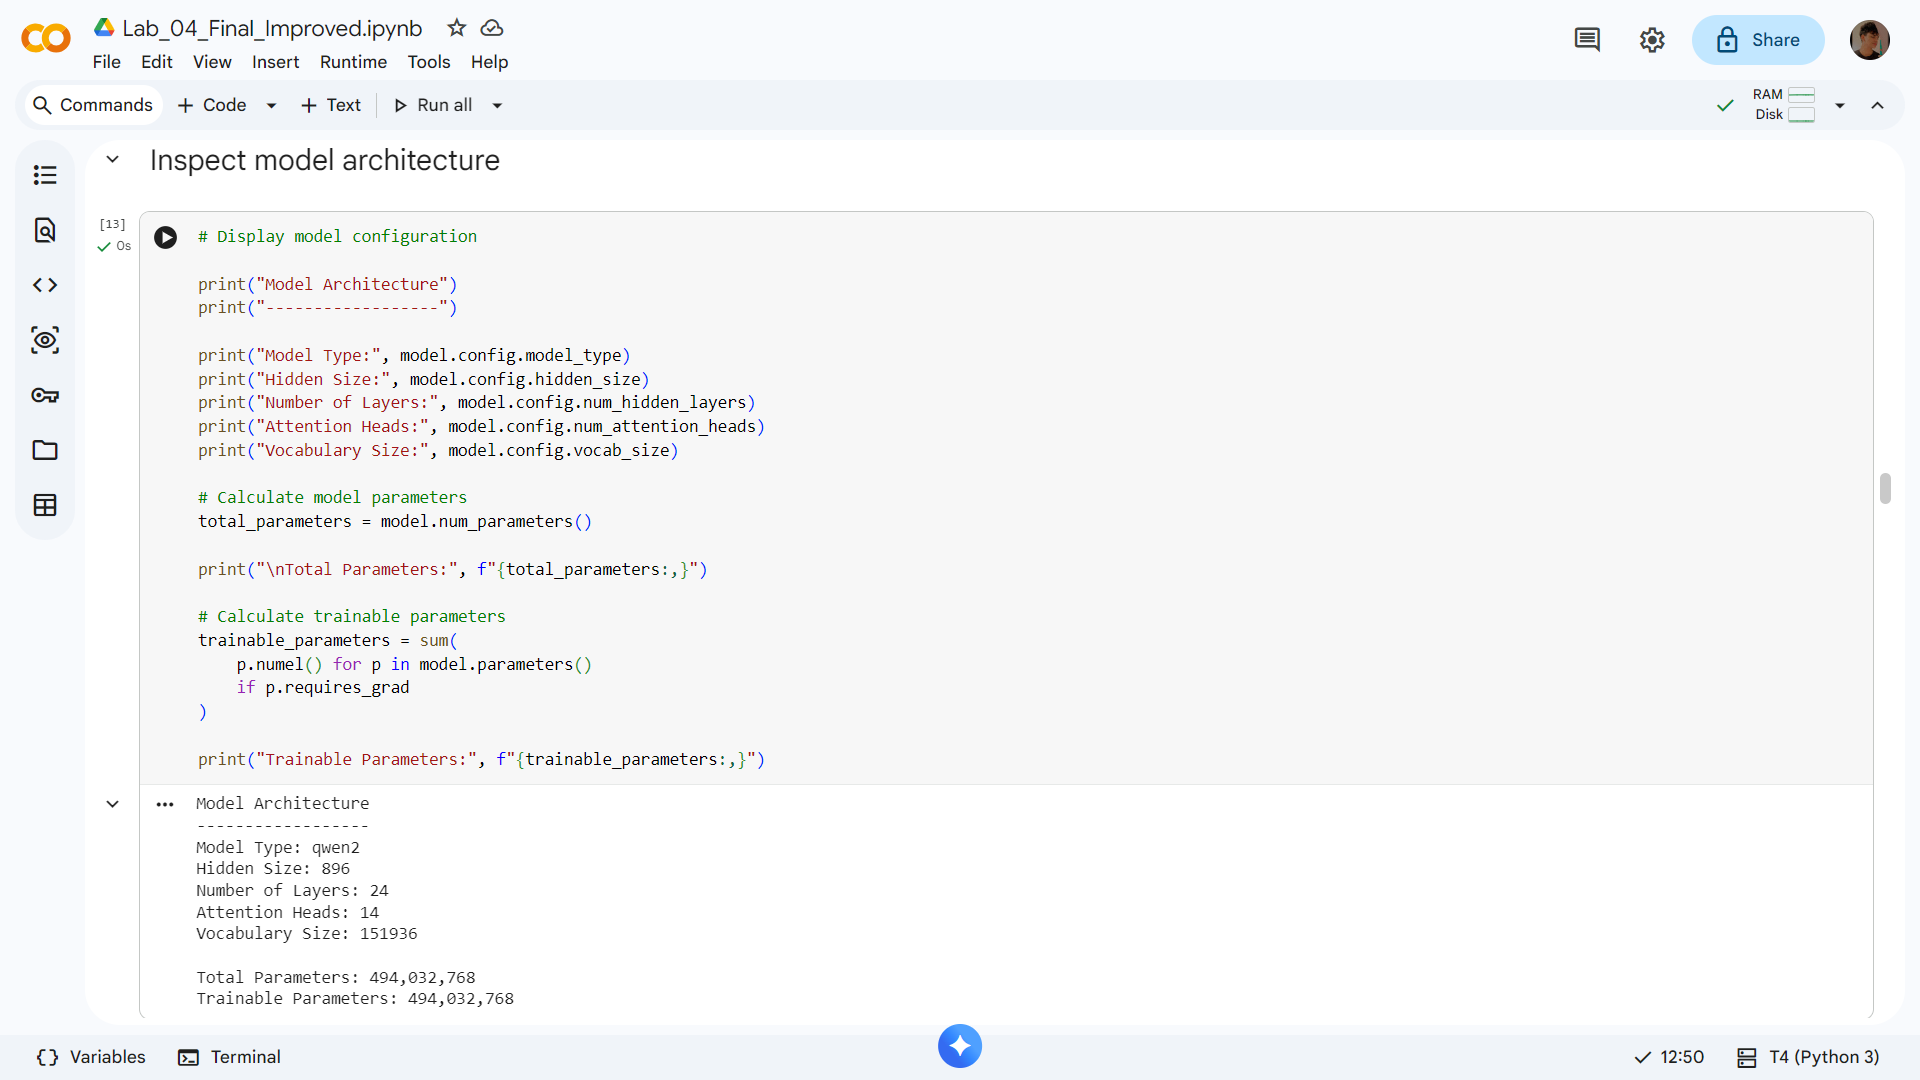 Lab_04_Final_Improved.ipynb
File Edit View Insert Runtime Tools Help
Share
Commands + Code + Text Run all
RAM
Disk
Inspect model architecture
[13]
0s
# Display model configuration
print("Model Architecture")
print("------------------")
print("Model Type:", model.config.model_type)
print("Hidden Size:", model.config.hidden_size)
print("Number of Layers:", model.config.num_hidden_layers)
print("Attention Heads:", model.config.num_attention_heads)
print("Vocabulary Size:", model.config.vocab_size)
# Calculate model parameters
total_parameters = model.num_parameters()
print("\nTotal Parameters:", f"{total_parameters:,}")
# Calculate trainable parameters
trainable_parameters = sum(
    p.numel() for p in model.parameters()
    if p.requires_grad
)
print("Trainable Parameters:", f"{trainable_parameters:,}")
Model Architecture
------------------
Model Type: qwen2
Hidden Size: 896
Number of Layers: 24
Attention Heads: 14
Vocabulary Size: 151936
Total Parameters: 494,032,768
Trainable Parameters: 494,032,768
Variables Terminal
12:50 T4 (Python 3)